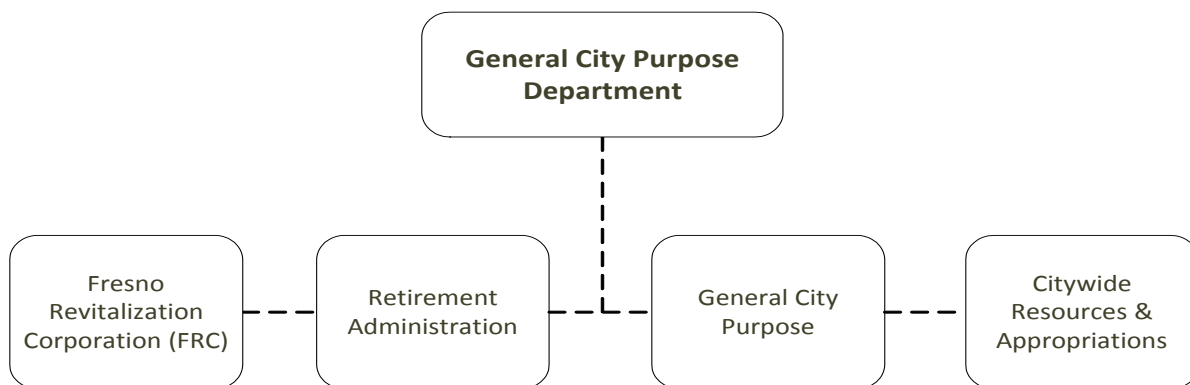 General City Purpose
Department
Fresno
Revitalization
Corporation (FRC)
Retirement
Administration
General City
Purpose
Citywide
Resources &
Appropriations